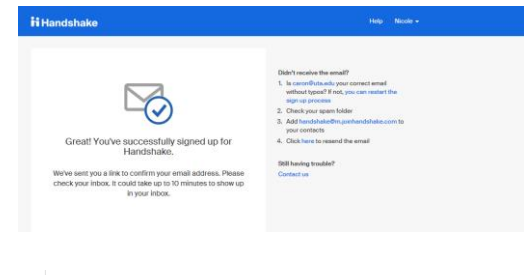 Handshake
Help Nicole
Great! You've successfully signed up for
Handshake.
We've sent you a link to confirm your email address. Please
check your inbox. It could take up to 10 minutes to show up
in your inbox.
Didn't receive the email?
1. Is caron@uta.edu your correct email
without typos? If not, you can restart the
sign up process
2. Check your spam folder
3. Add handshake@m.joinhandshake.com to
your contacts
4. Click here to resend the email
Still having trouble?
Contact us